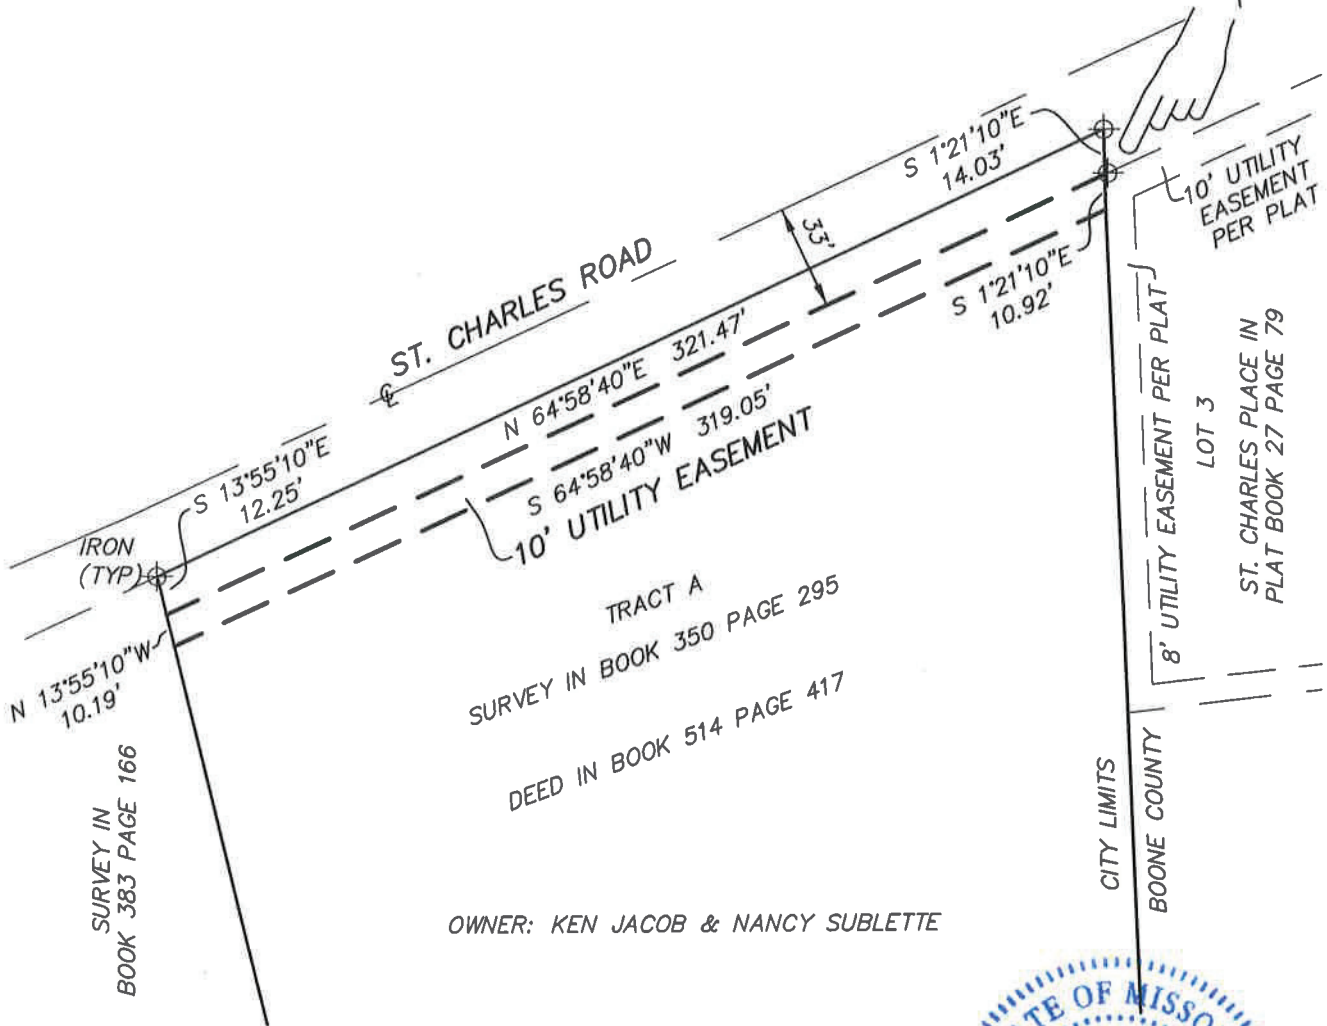 S 1°21'10"E
14.03'
10' UTILITY
EASEMENT
PER PLAT
33'
ST. CHARLES ROAD
S 1°21'10"E
10.92'
N 64°58'40"E 321.47'
S 64°58'40"W 319.05'
10' UTILITY EASEMENT
S 13°55'10"E
12.25'
IRON
(TYP)
N 13°55'10"W
10.19'
TRACT A
SURVEY IN BOOK 350 PAGE 295
DEED IN BOOK 514 PAGE 417
8' UTILITY EASEMENT PER PLAT
LOT 3
ST. CHARLES PLACE IN
PLAT BOOK 27 PAGE 79
SURVEY IN
BOOK 383 PAGE 166
CITY LIMITS
BOONE COUNTY
OWNER: KEN JACOB & NANCY SUBLETTE
TE OF MISSO